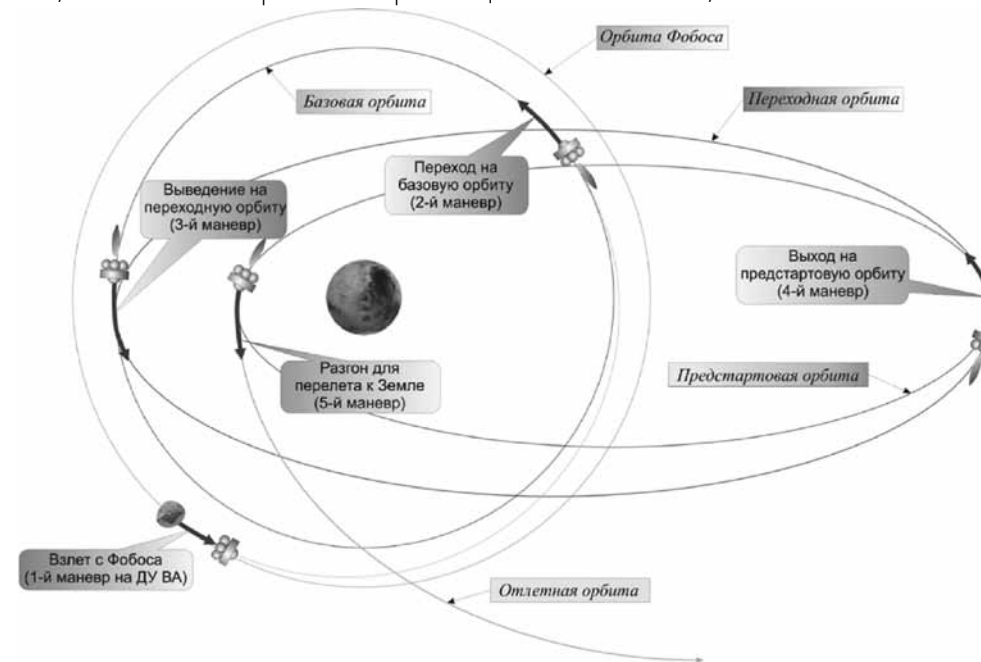 Орбита Фобоса
Базовая орбита
Переходная орбита
Переход на
базовую орбиту
(2-й маневр)
Выведение на
переходную орбиту
(3-й маневр)
Выход на
предстартовую орбиту
(4-й маневр)
Разгон для
перелета к Земле
(5-й маневр)
Предстартовая орбита
Взлет с Фобоса
(1-й маневр на ДУ ВА)
Отлетная орбита